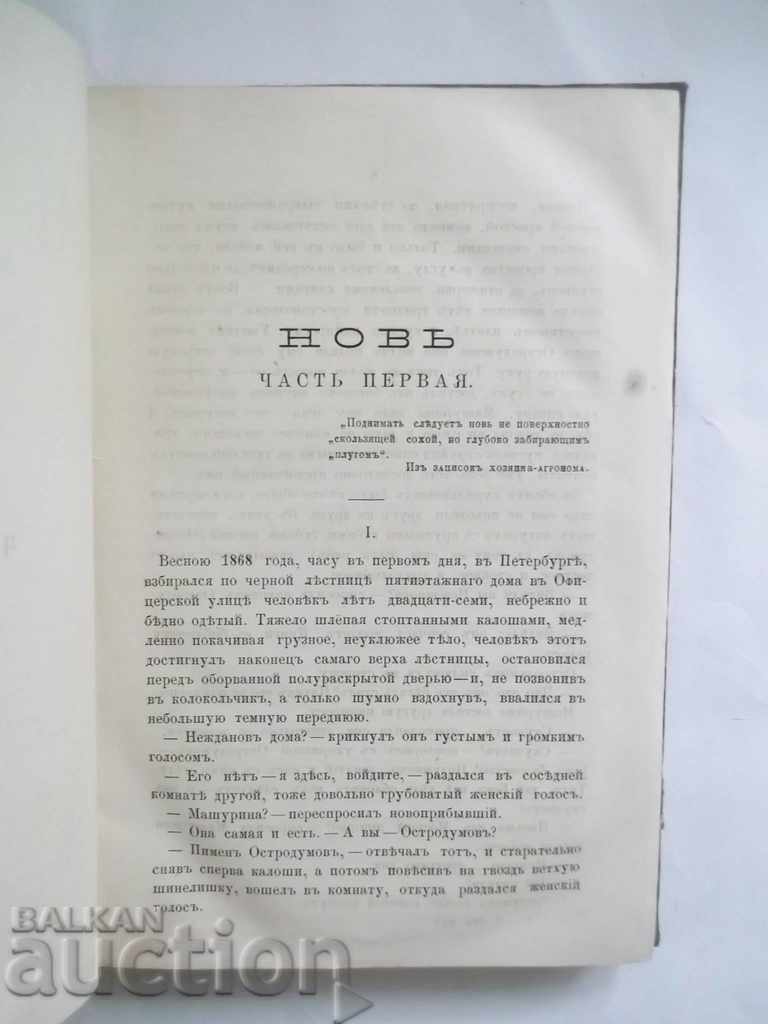 НОВЬ
ЧАСТЬ ПЕРВАЯ.
„Поднимать слѣдуетъ новь не поверхностно
„скользящей сохой, но глубоко забирающимъ
„плугомъ“.
Изъ записокъ хозяина-агронома.
I.
Весною 1868 года, часу въ первомъ дня, въ Петербургѣ,
взбирался по черной лѣстницѣ пятиэтажнаго дома въ Офи-
церской улицѣ человѣкъ лѣтъ двадцати-семи, небрежно и
бѣдно одѣтый. Тяжело шлёпая стоптанными калошами, мед-
ленно покачивая грузное, неуклюжее тѣло, человѣкъ этотъ
достигнулъ наконецъ самаго верха лѣстницы, остановился
передъ оборванной полураскрытой дверью—и, не позвонивъ
въ колокольчикъ, а только шумно вздохнувъ, ввалился въ
небольшую темную переднюю.
— Неждановъ дома? — крикнулъ онъ густымъ и громкимъ
голосомъ.
— Его нѣтъ — я здѣсь, войдите, — раздался въ сосѣдней
комнатѣ другой, тоже довольно грубоватый женскій голосъ.
— Машурина? — переспросилъ новоприбывшій.
— Она самая и есть. — А вы — Остродумовъ?
— Пименъ Остродумовъ, — отвѣчалъ тотъ, и старательно
снявъ сперва калоши, а потомъ повѣсивъ на гвоздь ветхую
шинелишку, вошелъ въ комнату, откуда раздался женскій
голосъ.
BALKAN
auction